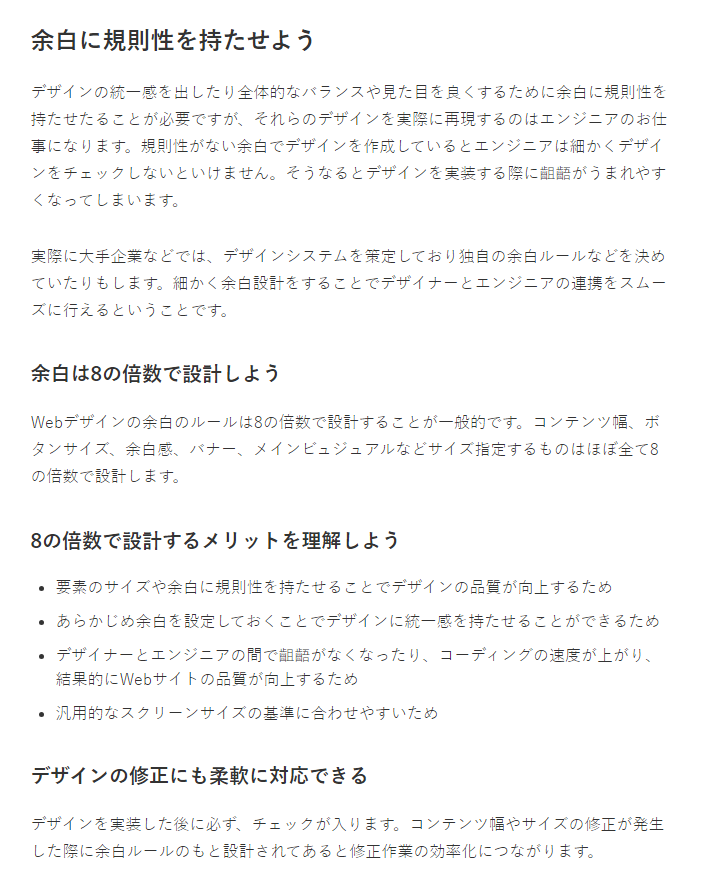 余白に規則性を持たせよう
デザインの統一感を出したり全体的なバランスや見た目を良くするために余白に規則性を
持たせたることが必要ですが、それらのデザインを実際に再現するのはエンジニアのお仕
事になります。規則性がない余白でデザインを作成しているとエンジニアは細かくデザイ
ンをチェックしないといけません。そうなるとデザインを実装する際に齟齬がうまれやす
くなってしまいます。
実際に大手企業などでは、デザインシステムを策定しており独自の余白ルールなどを決め
ていたりもします。細かく余白設計をすることでデザイナーとエンジニアの連携をスムー
ズに行えるということです。
余白は8の倍数で設計しよう
Webデザインの余白のルールは8の倍数で設計することが一般的です。コンテンツ幅、ボ
タンサイズ、余白感、バナー、メインビュジュアルなどサイズ指定するものはほぼ全て8
の倍数で設計します。
8の倍数で設計するメリットを理解しよう
• 要素のサイズや余白に規則性を持たせることでデザインの品質が向上するため
• あらかじめ余白を設定しておくことでデザインに統一感を持たせることができるため
• デザイナーとエンジニアの間で齟齬がなくなったり、コーディングの速度が上がり、
結果的にWebサイトの品質が向上するため
• 汎用的なスクリーンサイズの基準に合わせやすいため
デザインの修正にも柔軟に対応できる
デザインを実装した後に必ず、チェックが入ります。コンテンツ幅やサイズの修正が発生
した際に余白ルールのもと設計されてあると修正作業の効率化につながります。